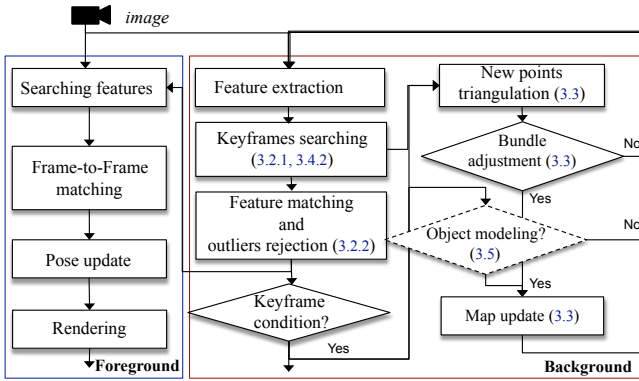 image
Searching features
Frame-to-Frame
matching
Pose update
Rendering
Foreground
Feature extraction
Keyframes searching
(3.2.1, 3.4.2)
Feature matching
and
outliers rejection (3.2.2)
Keyframe
condition?
Yes
New points
triangulation (3.3)
Bundle
adjustment (3.3)
No
Yes
Object modeling?
(3.5)
No
Yes
Map update (3.3)
Background